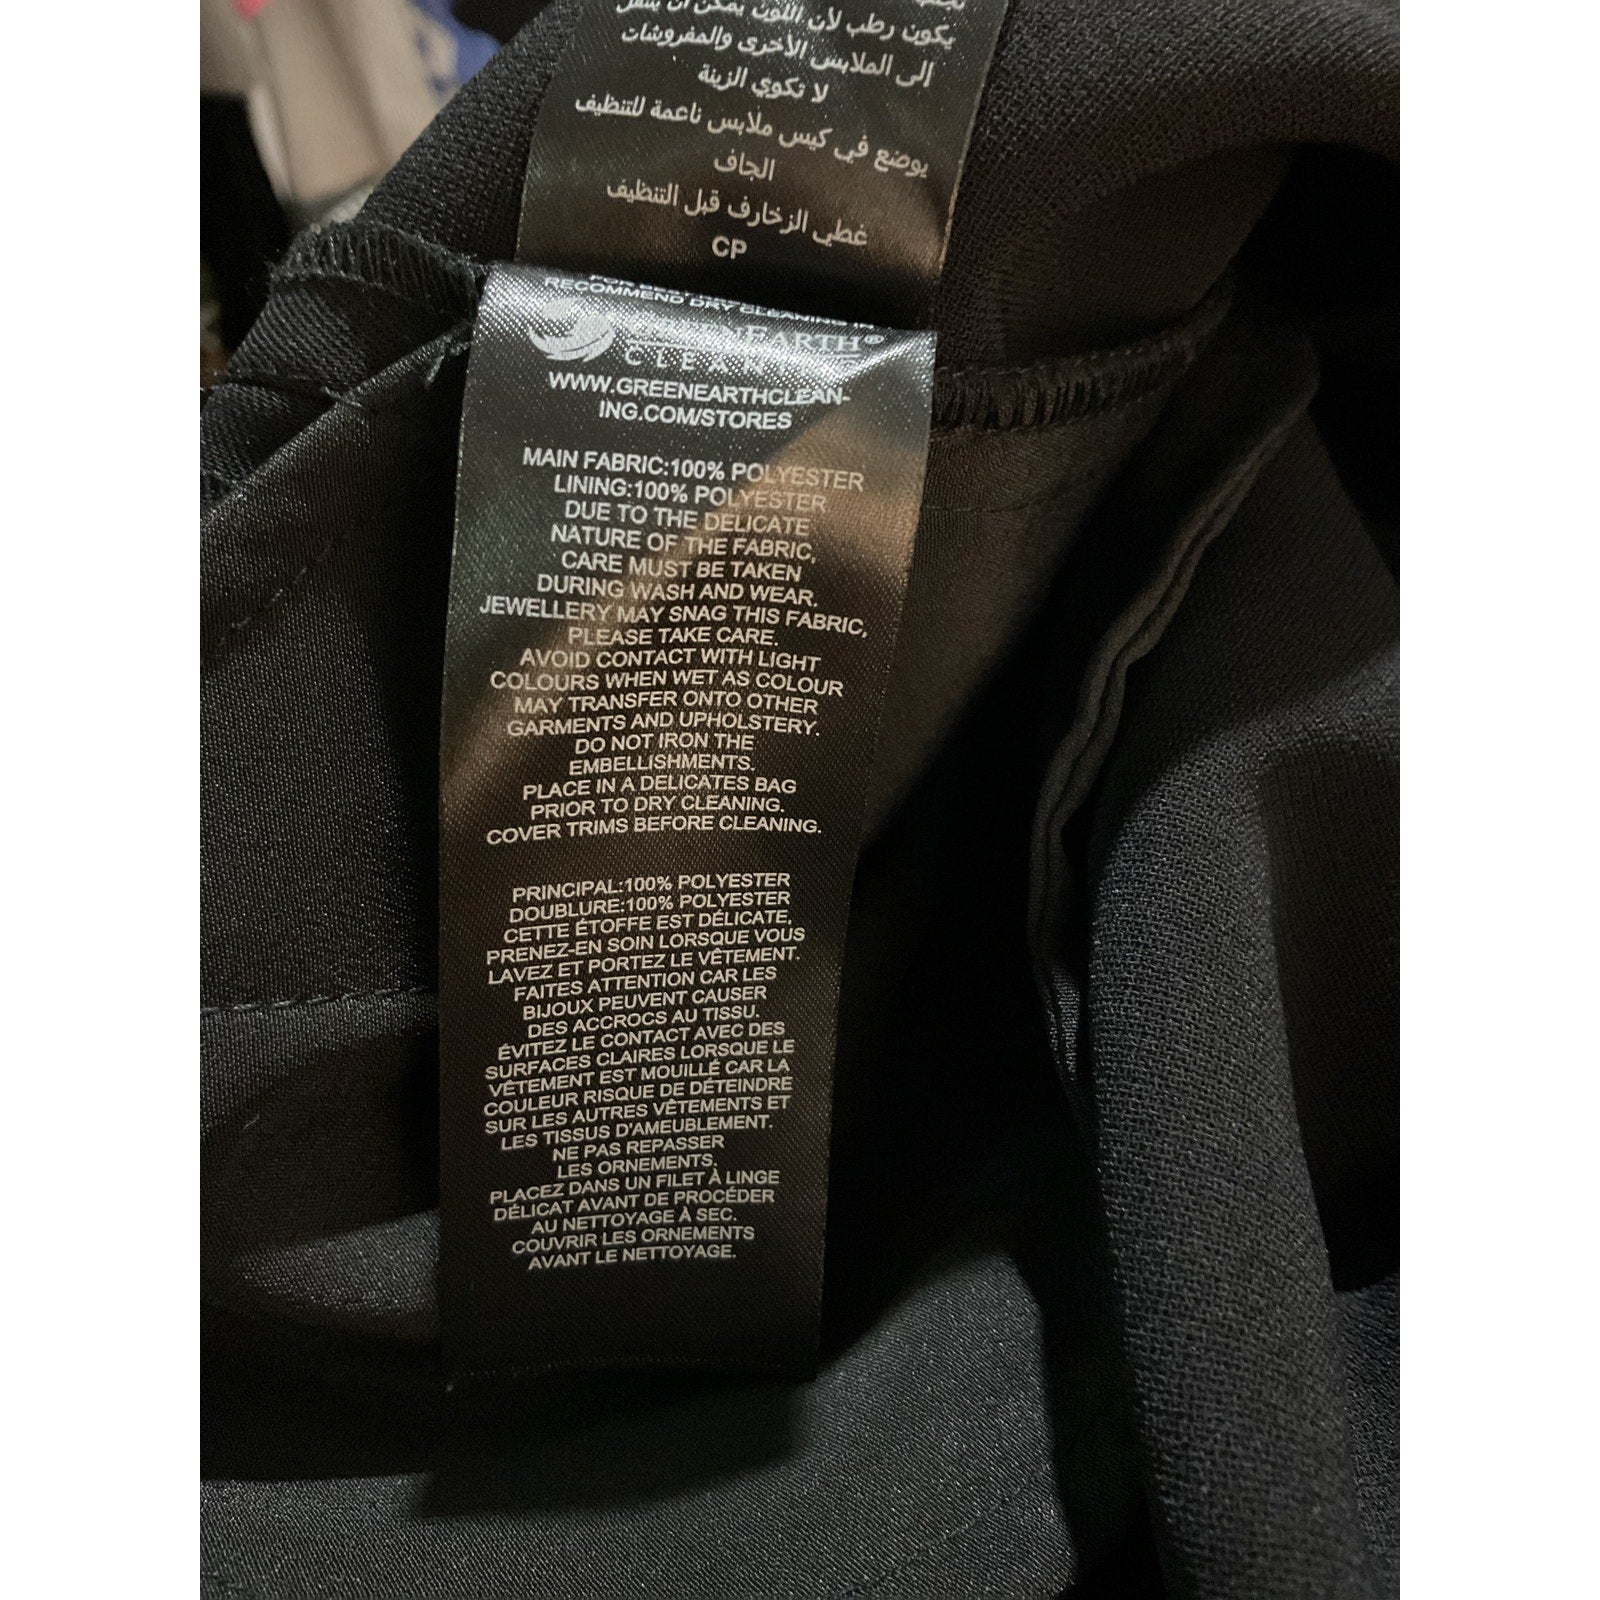 يكون رطب لأن اللون يمكن أن ينتقل
إلى الملابس الأخرى والمفروشات
لا تكوي الزينة
يوضع في كيس ملابس ناعمة للتنظيف
الجاف
غطي الزخارف قبل التنظيف
CP
FOR BEST
RECOMMEND DRY CLEANING IN
GREENEARTH®
CLEANING
WWW.GREENEARTHCLEAN-
ING.COM/STORES
MAIN FABRIC:100% POLYESTER
LINING:100% POLYESTER
DUE TO THE DELICATE
NATURE OF THE FABRIC,
CARE MUST BE TAKEN
DURING WASH AND WEAR.
JEWELLERY MAY SNAG THIS FABRIC,
PLEASE TAKE CARE.
AVOID CONTACT WITH LIGHT
COLOURS WHEN WET AS COLOUR
MAY TRANSFER ONTO OTHER
GARMENTS AND UPHOLSTERY.
DO NOT IRON THE
EMBELLISHMENTS.
PLACE IN A DELICATES BAG
PRIOR TO DRY CLEANING.
COVER TRIMS BEFORE CLEANING.
PRINCIPAL:100% POLYESTER
DOUBLURE:100% POLYESTER
CETTE ÉTOFFE EST DÉLICATE,
PRENEZ-EN SOIN LORSQUE VOUS
LAVEZ ET PORTEZ LE VÊTEMENT.
FAITES ATTENTION CAR LES
BIJOUX PEUVENT CAUSER
DES ACCROCS AU TISSU.
ÉVITEZ LE CONTACT AVEC DES
SURFACES CLAIRES LORSQUE LE
VÊTEMENT EST MOUILLÉ CAR LA
COULEUR RISQUE DE DÉTEINDRE
SUR LES AUTRES VÊTEMENTS ET
LES TISSUS D'AMEUBLEMENT.
NE PAS REPASSER
LES ORNEMENTS.
PLACEZ DANS UN FILET À LINGE
DÉLICAT AVANT DE PROCÉDER
AU NETTOYAGE À SEC.
COUVRIR LES ORNEMENTS
AVANT LE NETTOYAGE.